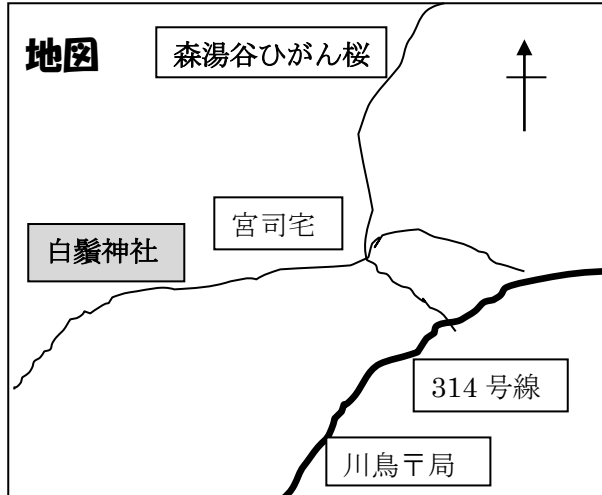 地図
森湯谷ひがん桜
宮司宅
白鬚神社
314 号線
川鳥〒局